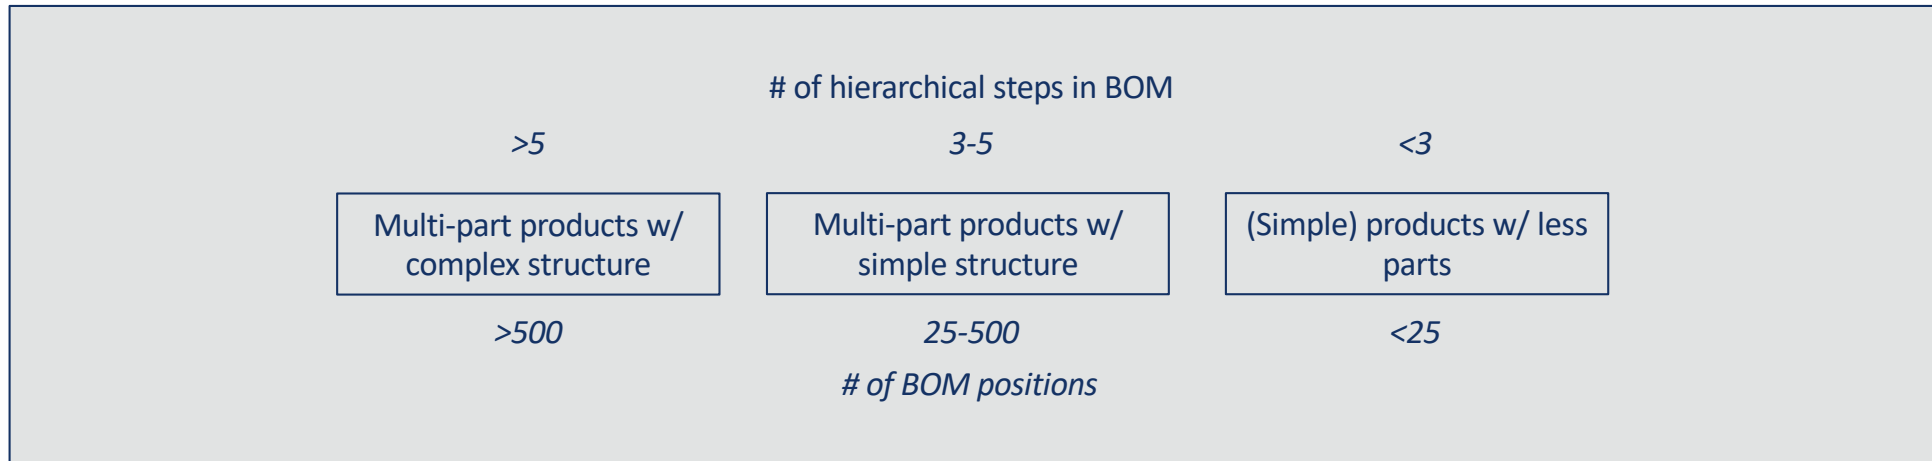 # of hierarchical steps in BOM
>5
3-5
<3
Multi-part products w/
complex structure
Multi-part products w/
simple structure
(Simple) products w/ less
parts
>500
25-500
<25
# of BOM positions